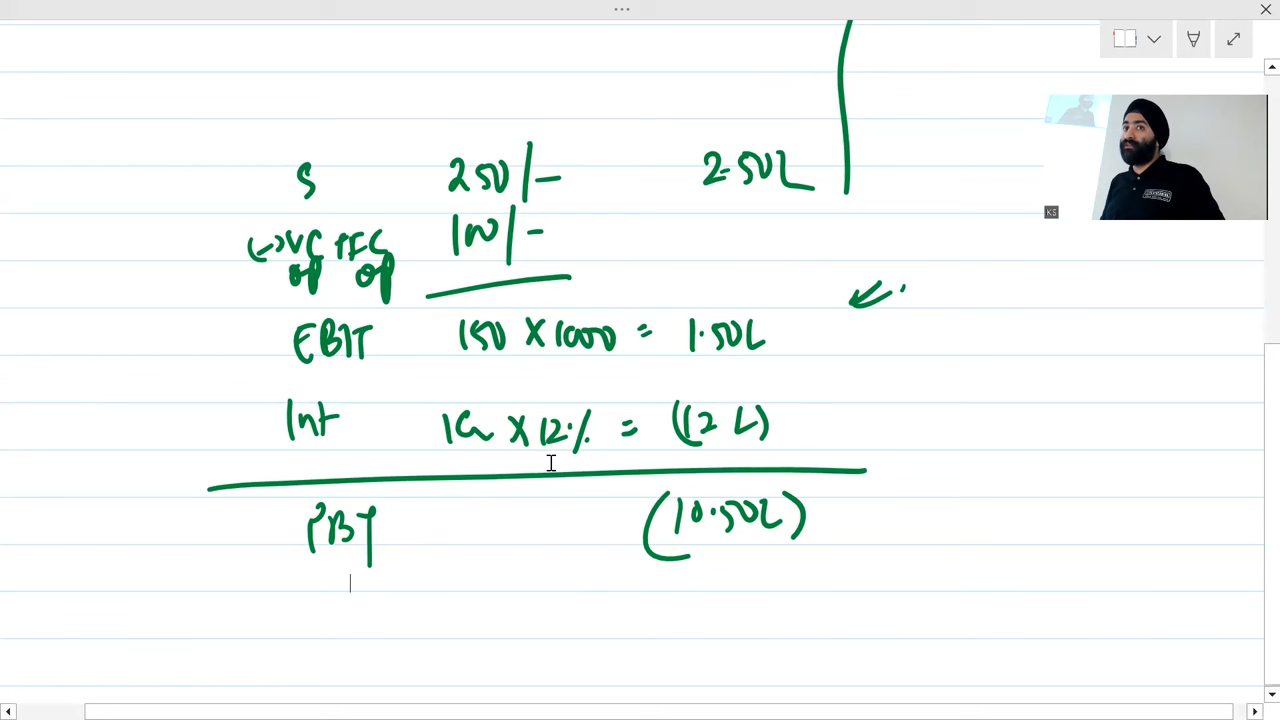 S 250/- 2.50L
(-) VC + FC 100/-
op op
EBIT 150 X 1000 = 1.50L
Int 1Cr X 12% = (12 L)
PBT (10.50L)
KS